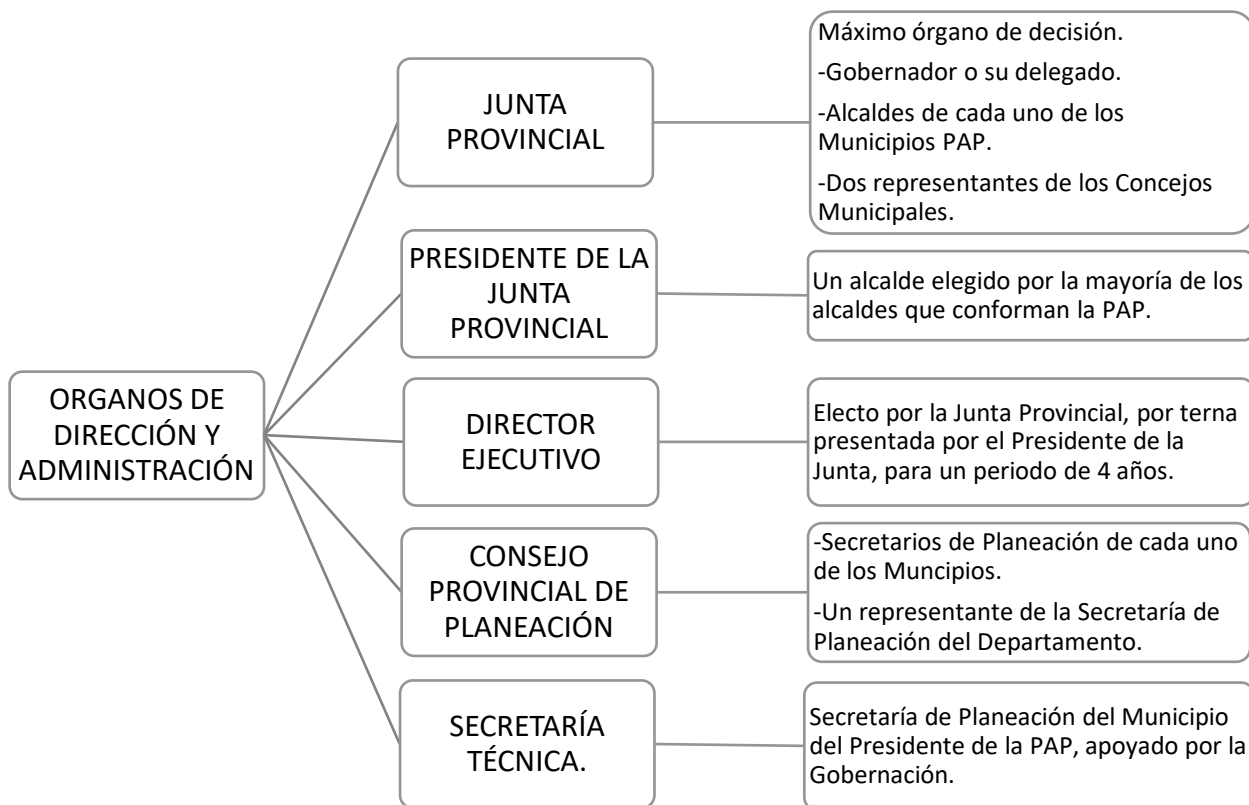 ORGANOS DE
DIRECCIÓN Y
ADMINISTRACIÓN
JUNTA
PROVINCIAL
Máximo órgano de decisión.
-Gobernador o su delegado.
-Alcaldes de cada uno de los
Municipios PAP.
-Dos representantes de los Concejos
Municipales.
PRESIDENTE DE LA
JUNTA
PROVINCIAL
Un alcalde elegido por la mayoría de los
alcaldes que conforman la PAP.
DIRECTOR
EJECUTIVO
Electo por la Junta Provincial, por terna
presentada por el Presidente de la
Junta, para un periodo de 4 años.
CONSEJO
PROVINCIAL DE
PLANEACIÓN
-Secretarios de Planeación de cada uno
de los Muncipios.
-Un representante de la Secretaría de
Planeación del Departamento.
SECRETARÍA
TÉCNICA.
Secretaría de Planeación del Municipio
del Presidente de la PAP, apoyado por la
Gobernación.